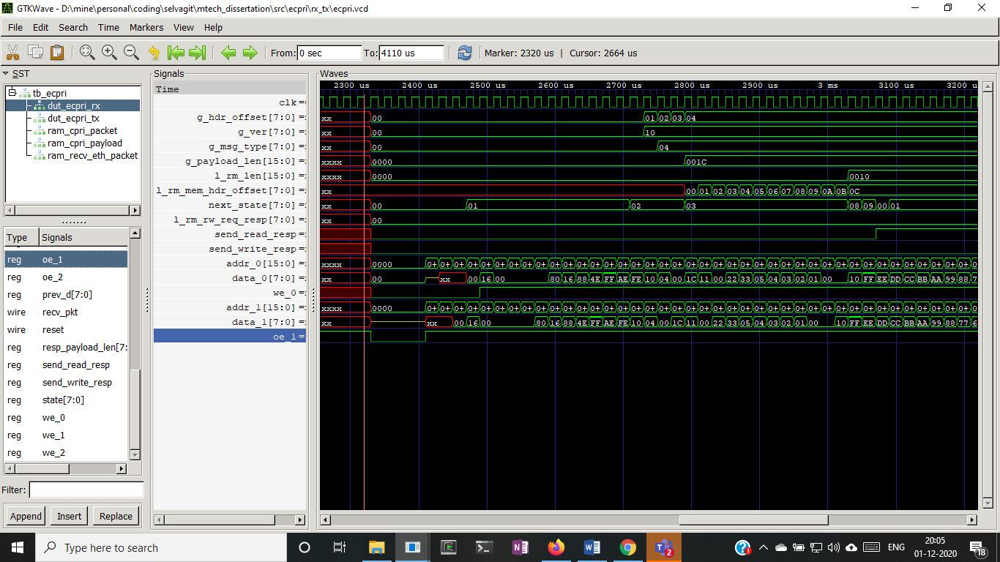 GTKWave - D:\mine\personal\coding\selvagit\mtech_dissertation\src\ecpri\rx_tx\ecpri.vcd
File Edit Search Time Markers View Help
From: 0 sec To: 4110 us Marker: 2320 us | Cursor: 2664 us
SST
tb_ecpri
dut_ecpri_rx
dut_ecpri_tx
ram_cpri_packet
ram_cpri_payload
ram_recv_eth_packet
Type Signals
reg oe_1
reg oe_2
reg prev_d[7:0]
wire recv_pkt
wire reset
reg resp_payload_len[7:
reg send_read_resp
reg send_write_resp
reg state[7:0]
reg we_0
reg we_1
reg we_2
Filter:
Append Insert Replace
Signals
Time
clk=
g_hdr_offset[7:0]=
g_ver[7:0]=
g_msg_type[7:0]=
g_payload_len[15:0]=
l_rm_len[15:0]=
l_rm_mem_hdr_offset[7:0]=
next_state[7:0]=
l_rm_rw_req_resp[7:0]=
send_read_resp=
send_write_resp=
addr_0[15:0]=
data_0[7:0]=
we_0=
addr_1[15:0]=
data_1[7:0]=
oe_1=
Waves
2300 us 2400 us 2500 us 2600 us 2700 us 2800 us 2900 us 3 ms 3100 us 3200 u
xx 00 01 02 03 04
xx 00 10
xx 00 04
xxxx 0000 001C
xxxx 0000 0010
xx 00 01 02 03 04 05 06 07 08 09 0A 0B 0C
xx 00 01 02 03 08 09 00 01
xx 00
xxxx 0000 0+ 0+ 0+ 0+ 0+ 0+ 0+ 0+ 0+ 0+ 0+ 0+ 0+ 0+ 0+ 0+ 0+ 0+ 0+ 0+ 0+ 0+ 0+ 0+ 0+ 0+ 0+ 0+ 0+ 0+ 0+ 0+ 0+ 0+ 0+ 0+ 0+ 0+ 0+ 0+ 0
xx 00 xx 00 16 00 80 16 88 4E FF AE FE 10 04 00 1C 11 00 22 33 05 04 03 02 01 00 10 FF EE DD CC BB AA 99 88 7
xxxx 0000 0+ 0+ 0+ 0+ 0+ 0+ 0+ 0+ 0+ 0+ 0+ 0+ 0+ 0+ 0+ 0+ 0+ 0+ 0+ 0+ 0+ 0+ 0+ 0+ 0+ 0+ 0+ 0+ 0+ 0+ 0+ 0+ 0+ 0+ 0+ 0+ 0+ 0+ 0+ 0+ 0
xx xx 00 16 00 80 16 88 4E FF AE FE 10 04 00 1C 11 00 22 33 05 04 03 02 01 00 10 FF EE DD CC BB AA 99 88 77 6
Type here to search
ENG
20:05
01-12-2020
2
18